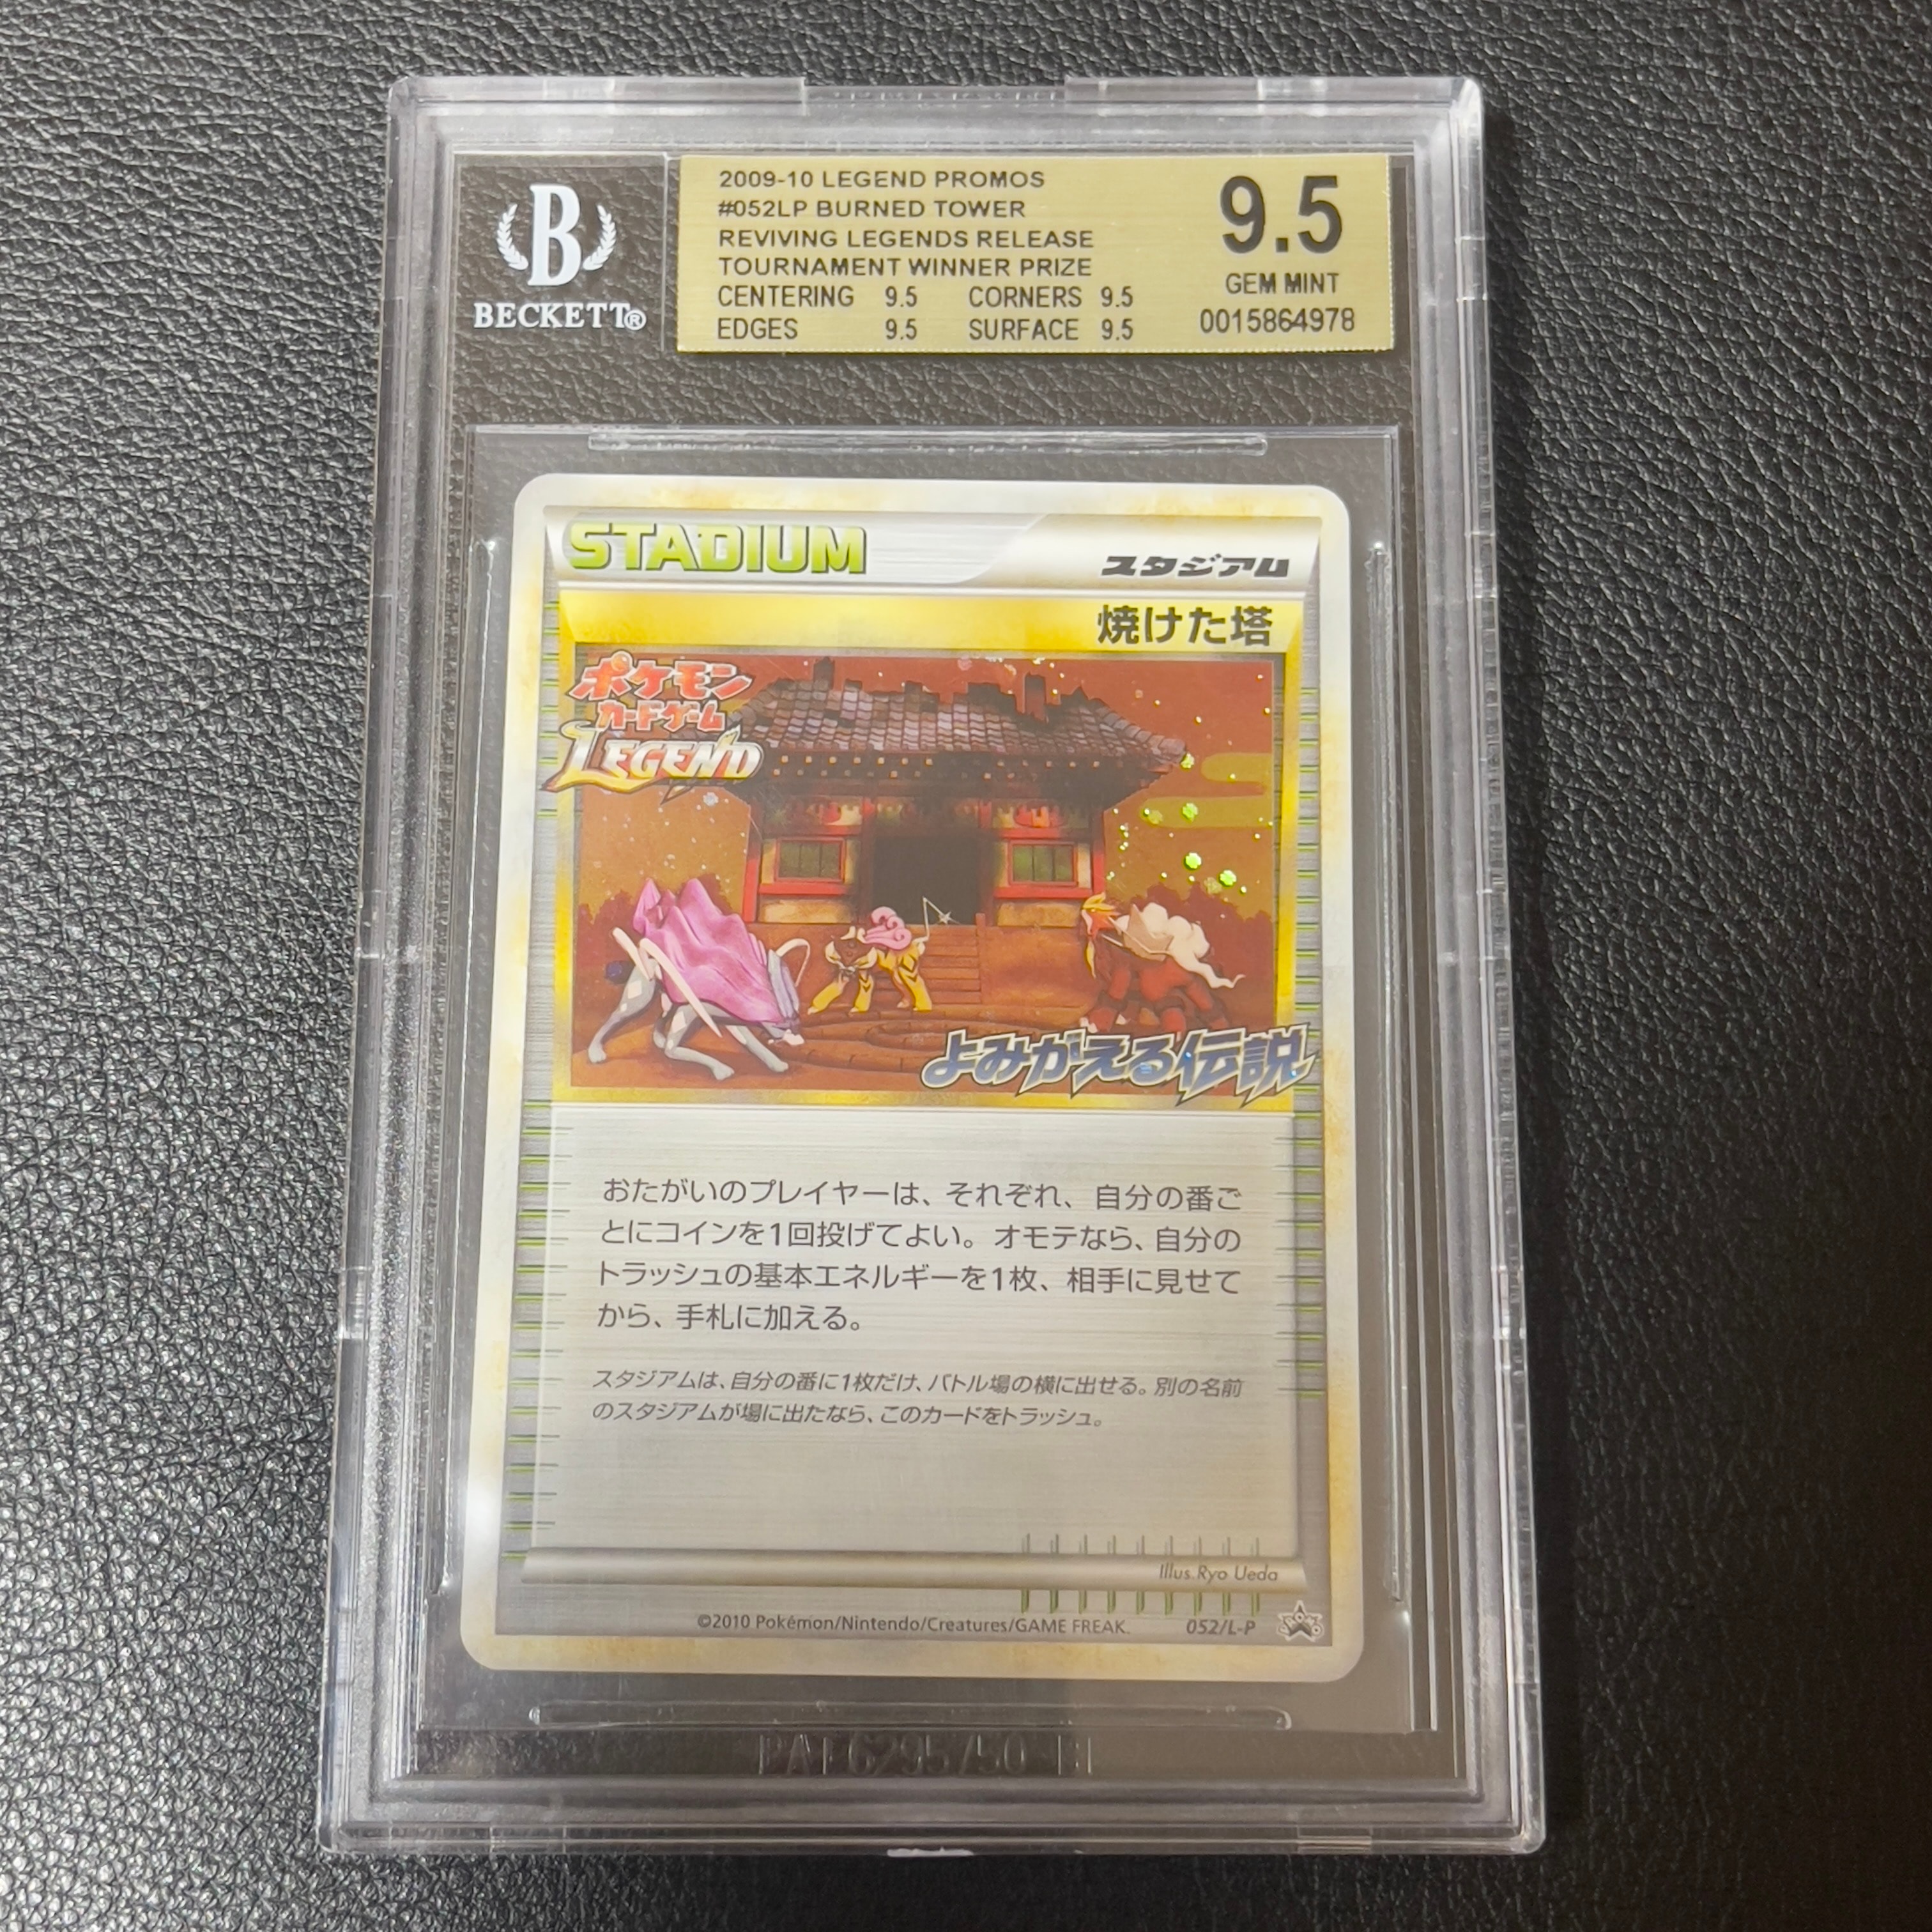 B
BECKETT®
2009-10 LEGEND PROMOS
#052LP BURNED TOWER
REVIVING LEGENDS RELEASE
TOURNAMENT WINNER PRIZE
CENTERING 9.5 CORNERS 9.5
EDGES 9.5 SURFACE 9.5
9.5
GEM MINT
0015864978
STADIUM
スタジアム
焼けた塔
ポケモン
カードゲーム
LEGEND
よみがえる伝説
おたがいのプレイヤーは、それぞれ、自分の番ご
とにコインを1回投げてよい。オモテなら、自分の
トラッシュの基本エネルギーを1枚、相手に見せて
から、手札に加える。
スタジアムは、自分の番に1枚だけ、バトル場の横に出せる。別の名前
のスタジアムが場に出たなら、このカードをトラッシュ。
Illus. Ryo Ueda
©2010 Pokémon/Nintendo/Creatures/GAME FREAK.
052/L-P